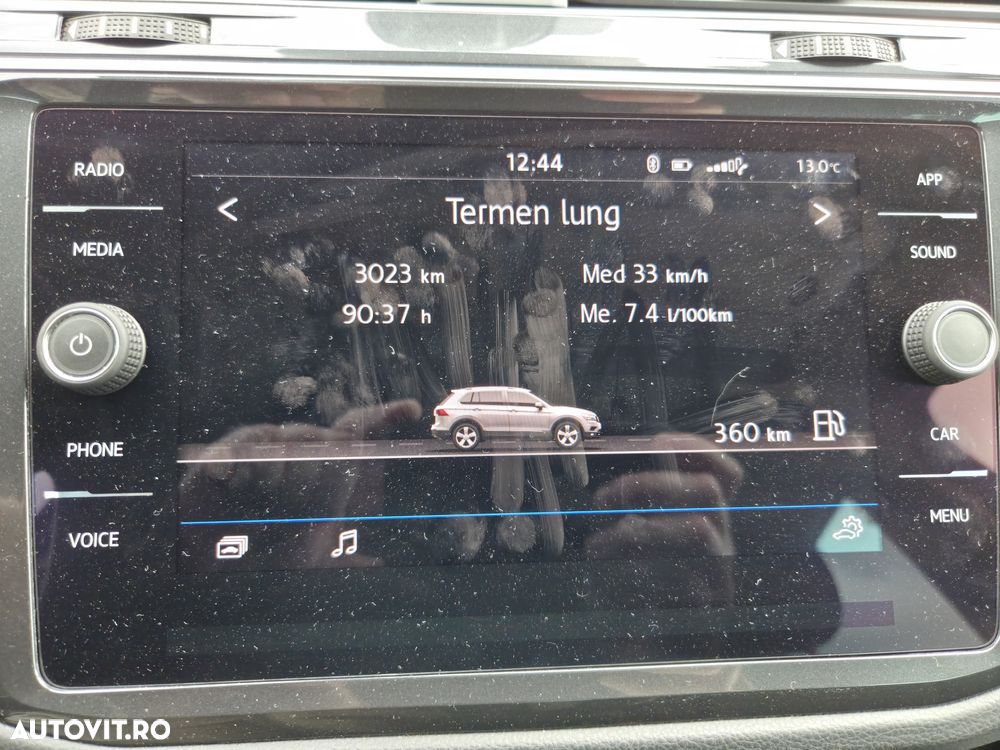 RADIO
MEDIA
PHONE
VOICE
12:44
13.0°C
< Termen lung >
3023 km
Med 33 km/h
90:37 h
Me. 7.4 l/100km
360 km
APP
SOUND
CAR
MENU
AUTOVIT.RO